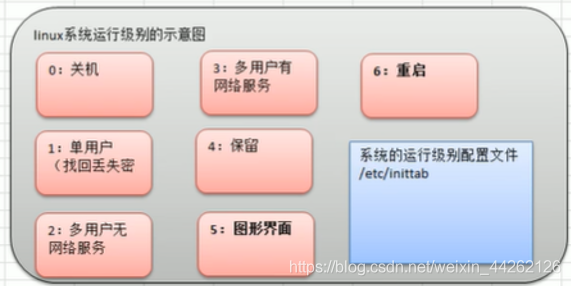 linux系统运行级别的示意图
0：关机
3：多用户有
网络服务
6：重启
1：单用户
（找回丢失密
4：保留
系统的运行级别配置文件
/etc/inittab
2：多用户无
网络服务
5：图形界面
https://blog.csdn.net/weixin_44262126